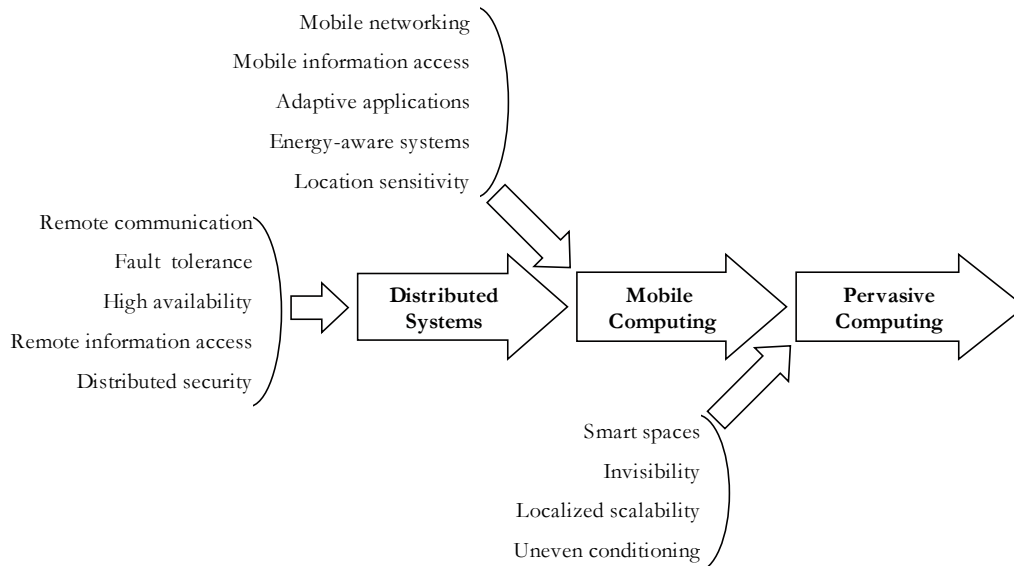 Mobile networking
Mobile information access
Adaptive applications
Energy-aware systems
Location sensitivity
Remote communication
Fault tolerance
High availability
Remote information access
Distributed security
Distributed
Systems
Mobile
Computing
Pervasive
Computing
Smart spaces
Invisibility
Localized scalability
Uneven conditioning